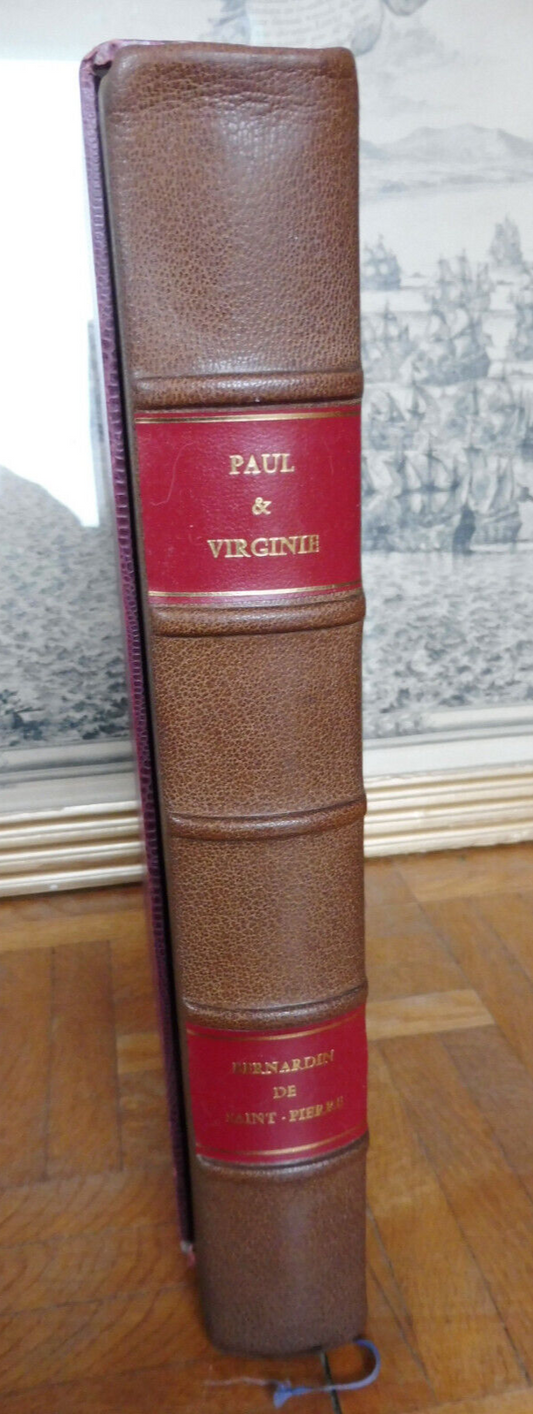 PAUL
&
VIRGINIE
BERNARDIN
DE
SAINT-PIERRE